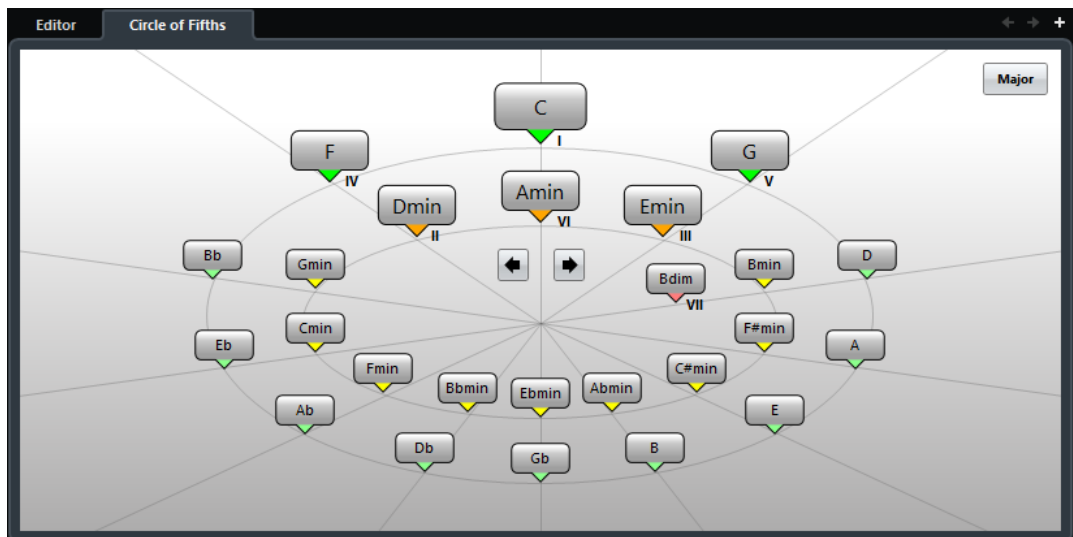 Editor
Circle of Fifths
Major
C
I
F
IV
G
V
Dmin
II
Amin
VI
Emin
III
Bb
Gmin
Bdim
VII
Bmin
D
Eb
Cmin
F#min
A
Fmin
C#min
Bbmin
Ebmin
Abmin
Ab
E
Db
Gb
B